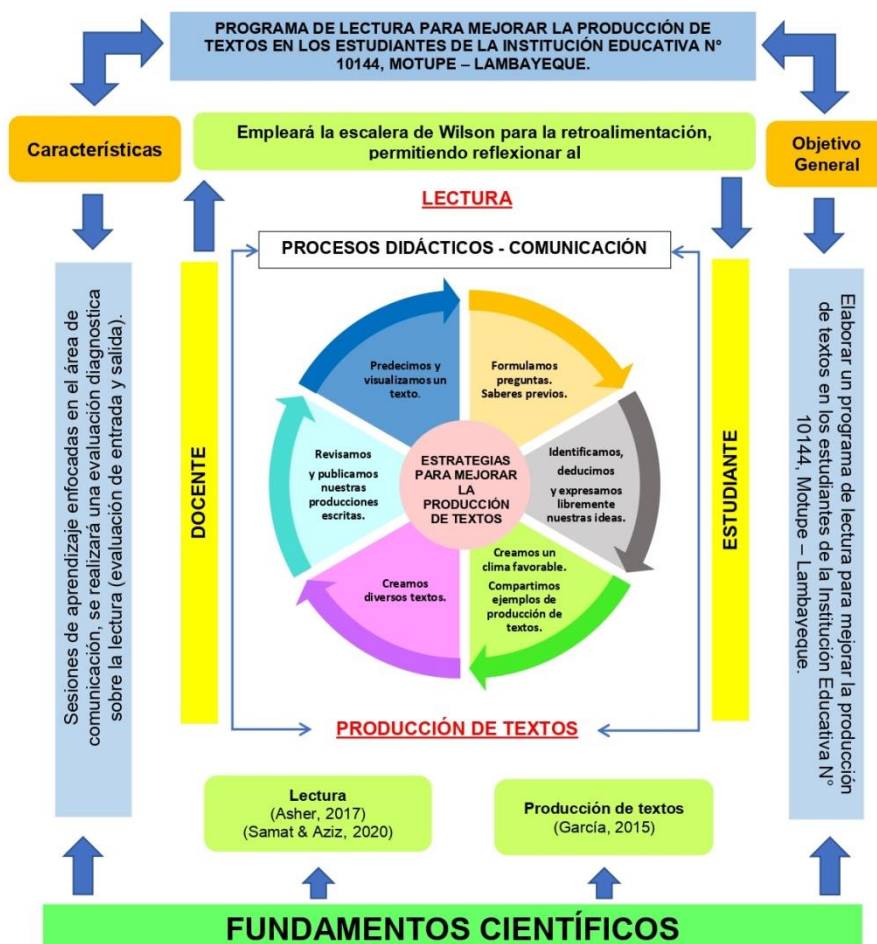 PROGRAMA DE LECTURA PARA MEJORAR LA PRODUCCIÓN DE
TEXTOS EN LOS ESTUDIANTES DE LA INSTITUCIÓN EDUCATIVA N°
10144, MOTUPE – LAMBAYEQUE.
Características
Empleará la escalera de Wilson para la retroalimentación,
permitiendo reflexionar al
Objetivo
General
LECTURA
PROCESOS DIDÁCTICOS - COMUNICACIÓN
Sesiones de aprendizaje enfocadas en el área de
comunicación, se realizará una evaluación diagnostica
sobre la lectura (evaluación de entrada y salida).
DOCENTE
Predecimos y
visualizamos un
texto.
Formulamos
preguntas.
Saberes previos.
Identificamos,
deducimos
y expresamos
libremente
nuestras ideas.
Creamos un
clima favorable.
Compartimos
ejemplos de
producción de
textos.
Creamos
diversos textos.
Revisamos
y publicamos
nuestras
producciones
escritas.
ESTRATEGIAS
PARA MEJORAR
LA
PRODUCCIÓN
DE TEXTOS
ESTUDIANTE
Elaborar un programa de lectura para mejorar la producción
de textos en los estudiantes de la Institución Educativa N°
10144, Motupe – Lambayeque.
PRODUCCIÓN DE TEXTOS
Lectura
(Asher, 2017)
(Samat & Aziz, 2020)
Producción de textos
(García, 2015)
FUNDAMENTOS CIENTÍFICOS